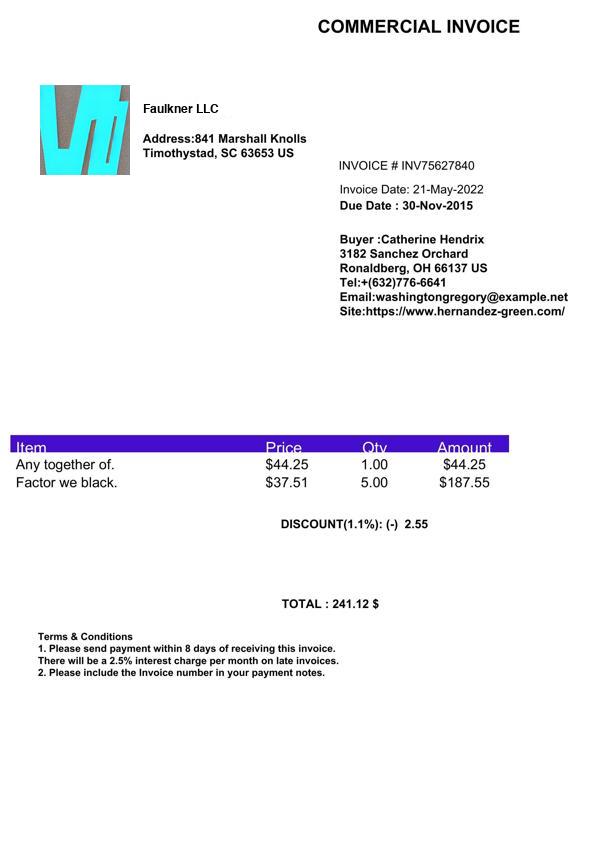 COMMERCIAL INVOICE
Faulkner LLC
Address:841 Marshall Knolls
Timothystad, SC 63653 US
INVOICE # INV75627840
Invoice Date: 21-May-2022
Due Date : 30-Nov-2015
Buyer :Catherine Hendrix
3182 Sanchez Orchard
Ronaldberg, OH 66137 US
Tel:+(632)776-6641
Email:washingtongregory@example.net
Site:https://www.hernandez-green.com/
Item Price Qty Amount
Any together of. $44.25 1.00 $44.25
Factor we black. $37.51 5.00 $187.55
DISCOUNT(1.1%): (-) 2.55
TOTAL : 241.12 $
Terms & Conditions
1. Please send payment within 8 days of receiving this invoice.
There will be a 2.5% interest charge per month on late invoices.
2. Please include the Invoice number in your payment notes.